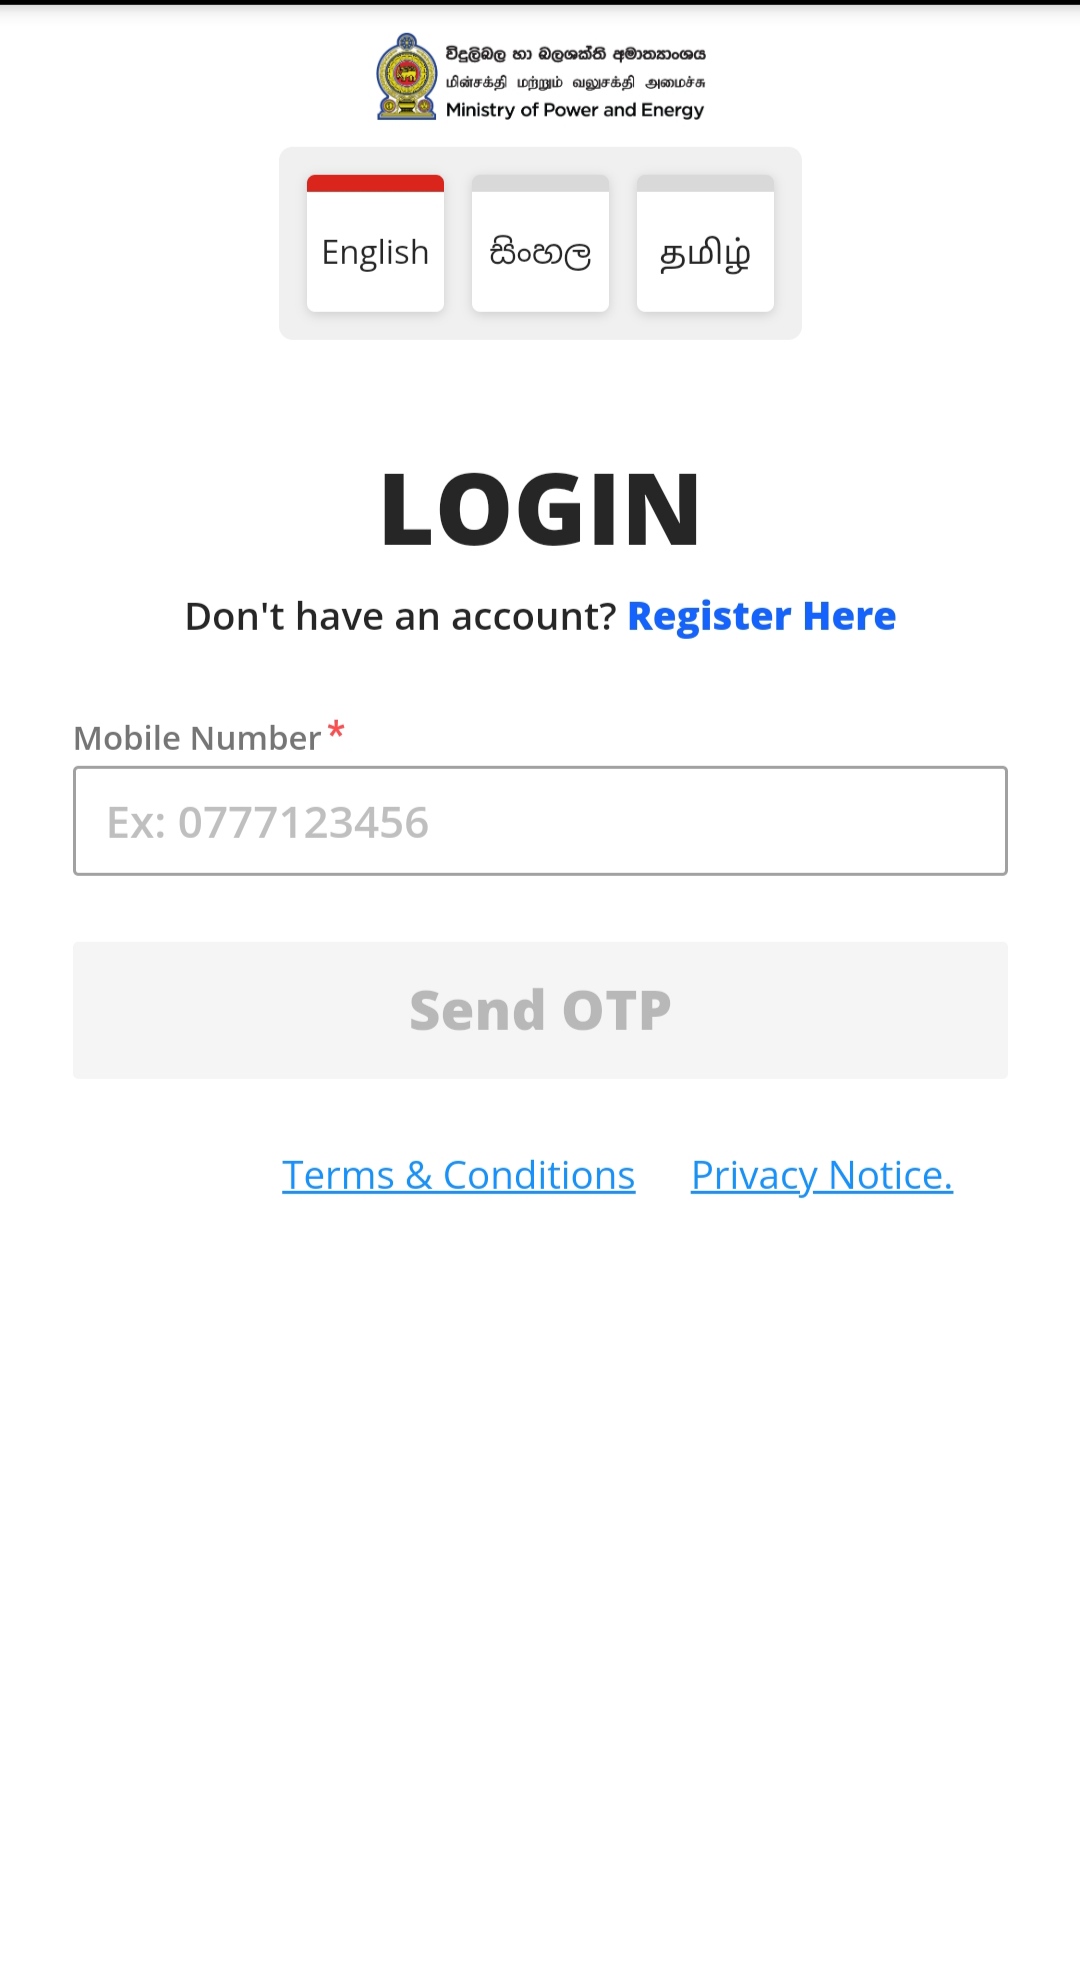 විදුලිබල හා බලශක්ති අමාත්‍යාංශය
மின்சக்தி மற்றும் வலுசக்தி அமைச்சு
Ministry of Power and Energy
English සිංහල தமிழ்
LOGIN
Don't have an account? Register Here
Mobile Number *
Ex: 0777123456
Send OTP
Terms & Conditions Privacy Notice.